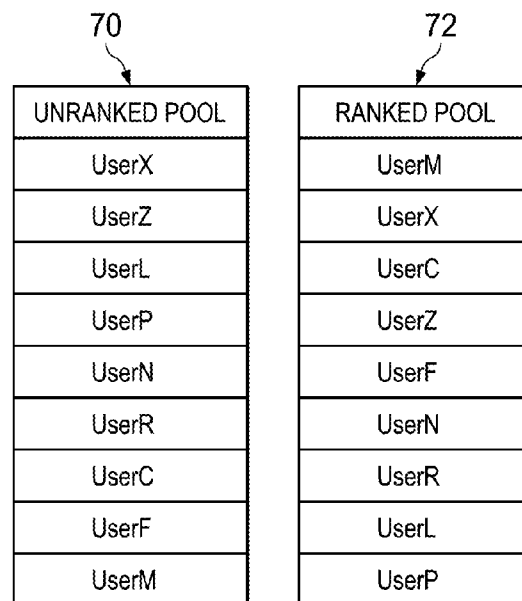 70
72
UNRANKED POOL
RANKED POOL
UserX
UserM
UserZ
UserX
UserL
UserC
UserP
UserZ
UserN
UserF
UserR
UserN
UserC
UserR
UserF
UserL
UserM
UserP